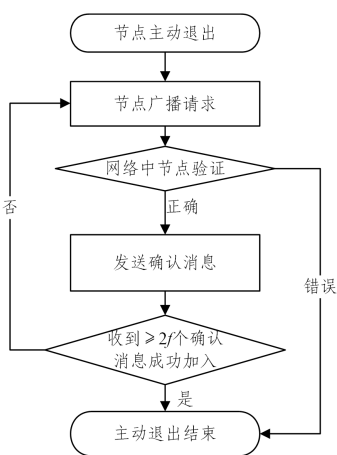 节点主动退出
节点广播请求
网络中节点验证
正确
否
发送确认消息
错误
收到≥2f个确认
消息成功加入
是
主动退出结束